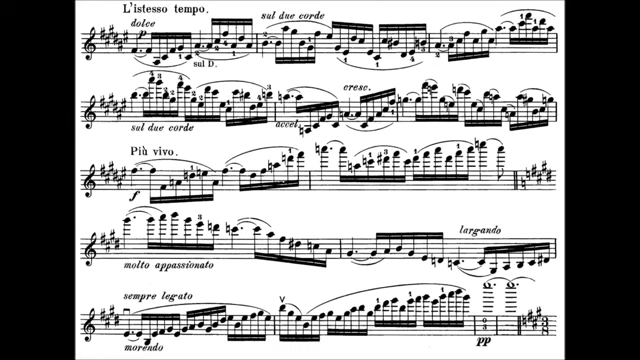 L'istesso tempo.
dolce
p
sul due corde
sul D.
sul due corde
accel.
cresc.
Più vivo.
f
molto appassionato
largando
sempre legato
morendo
pp